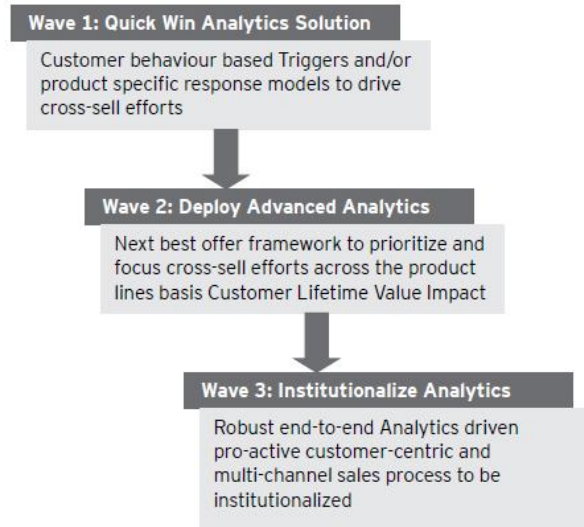 Wave 1: Quick Win Analytics Solution
Customer behaviour based Triggers and/or
product specific response models to drive
cross-sell efforts
Wave 2: Deploy Advanced Analytics
Next best offer framework to prioritize and
focus cross-sell efforts across the product
lines basis Customer Lifetime Value Impact
Wave 3: Institutionalize Analytics
Robust end-to-end Analytics driven
pro-active customer-centric and
multi-channel sales process to be
institutionalized